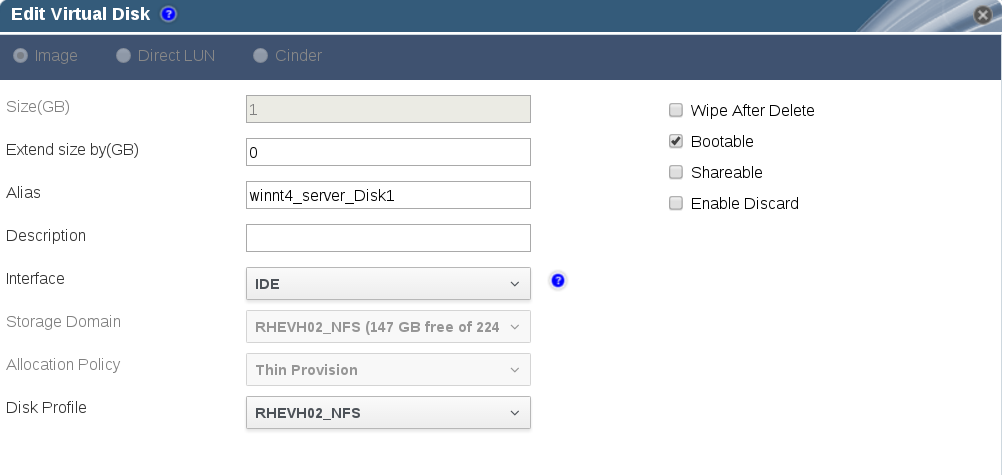 Edit Virtual Disk ?
Image Direct LUN Cinder
Size(GB) 1
Extend size by(GB) 0
Alias winnt4_server_Disk1
Description
Interface IDE ?
Storage Domain RHEVH02_NFS (147 GB free of 224
Allocation Policy Thin Provision
Disk Profile RHEVH02_NFS
Wipe After Delete
Bootable
Shareable
Enable Discard